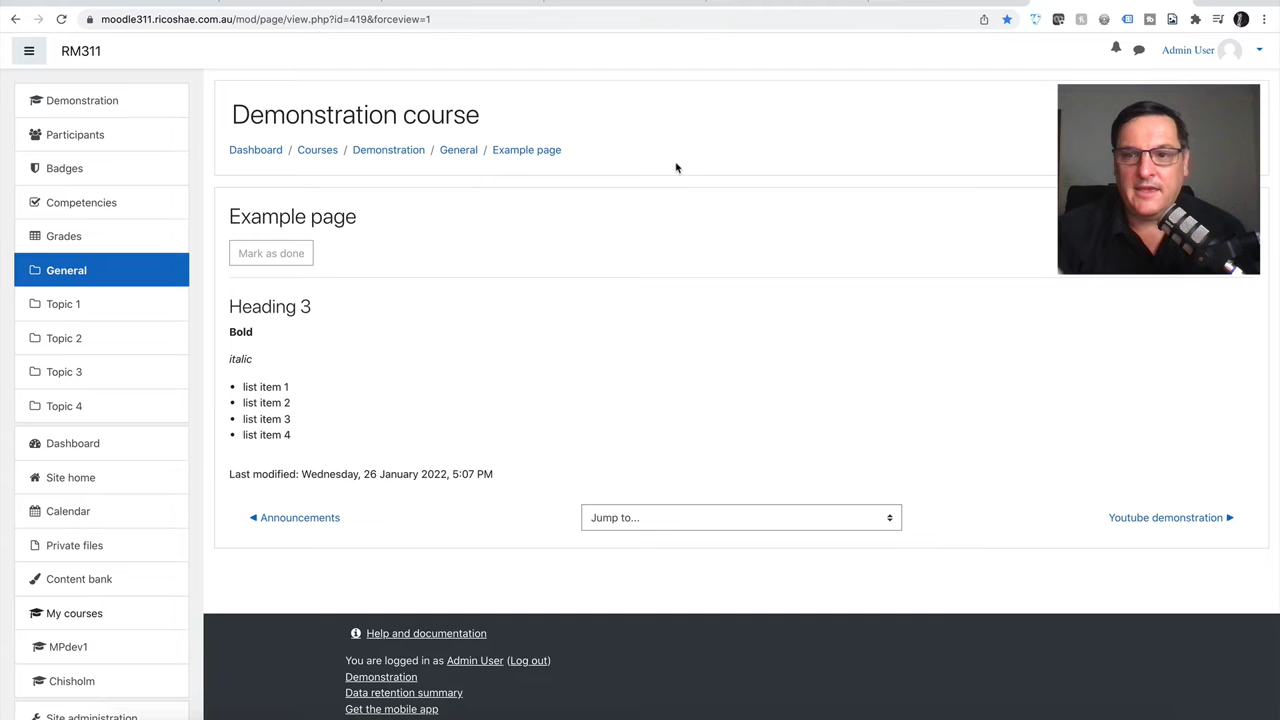 moodle311.ricoshae.com.au/mod/page/view.php?id=419&forceview=1
RM311
Admin User
Demonstration
Participants
Badges
Competencies
Grades
General
Topic 1
Topic 2
Topic 3
Topic 4
Dashboard
Site home
Calendar
Private files
Content bank
My courses
MPdev1
Chisholm
Site administration
Demonstration course
Dashboard / Courses / Demonstration / General / Example page
Example page
Mark as done
Heading 3
Bold
italic
• list item 1
• list item 2
• list item 3
• list item 4
Last modified: Wednesday, 26 January 2022, 5:07 PM
◄ Announcements
Jump to...
Youtube demonstration ►
Help and documentation
You are logged in as Admin User (Log out)
Demonstration
Data retention summary
Get the mobile app